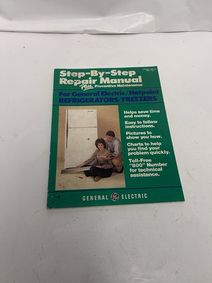 Step-By-Step
Repair Manual
Plus Preventive Maintenance
For General Electric/Hotpoint
REFRIGERATORS/FREEZERS
Helps save time
and money.
Easy to follow
instructions.
Pictures to
show you how.
Charts to help
you find your
problem quickly.
Toll-Free
"800" Number
for technical
assistance.
GENERAL ELECTRIC